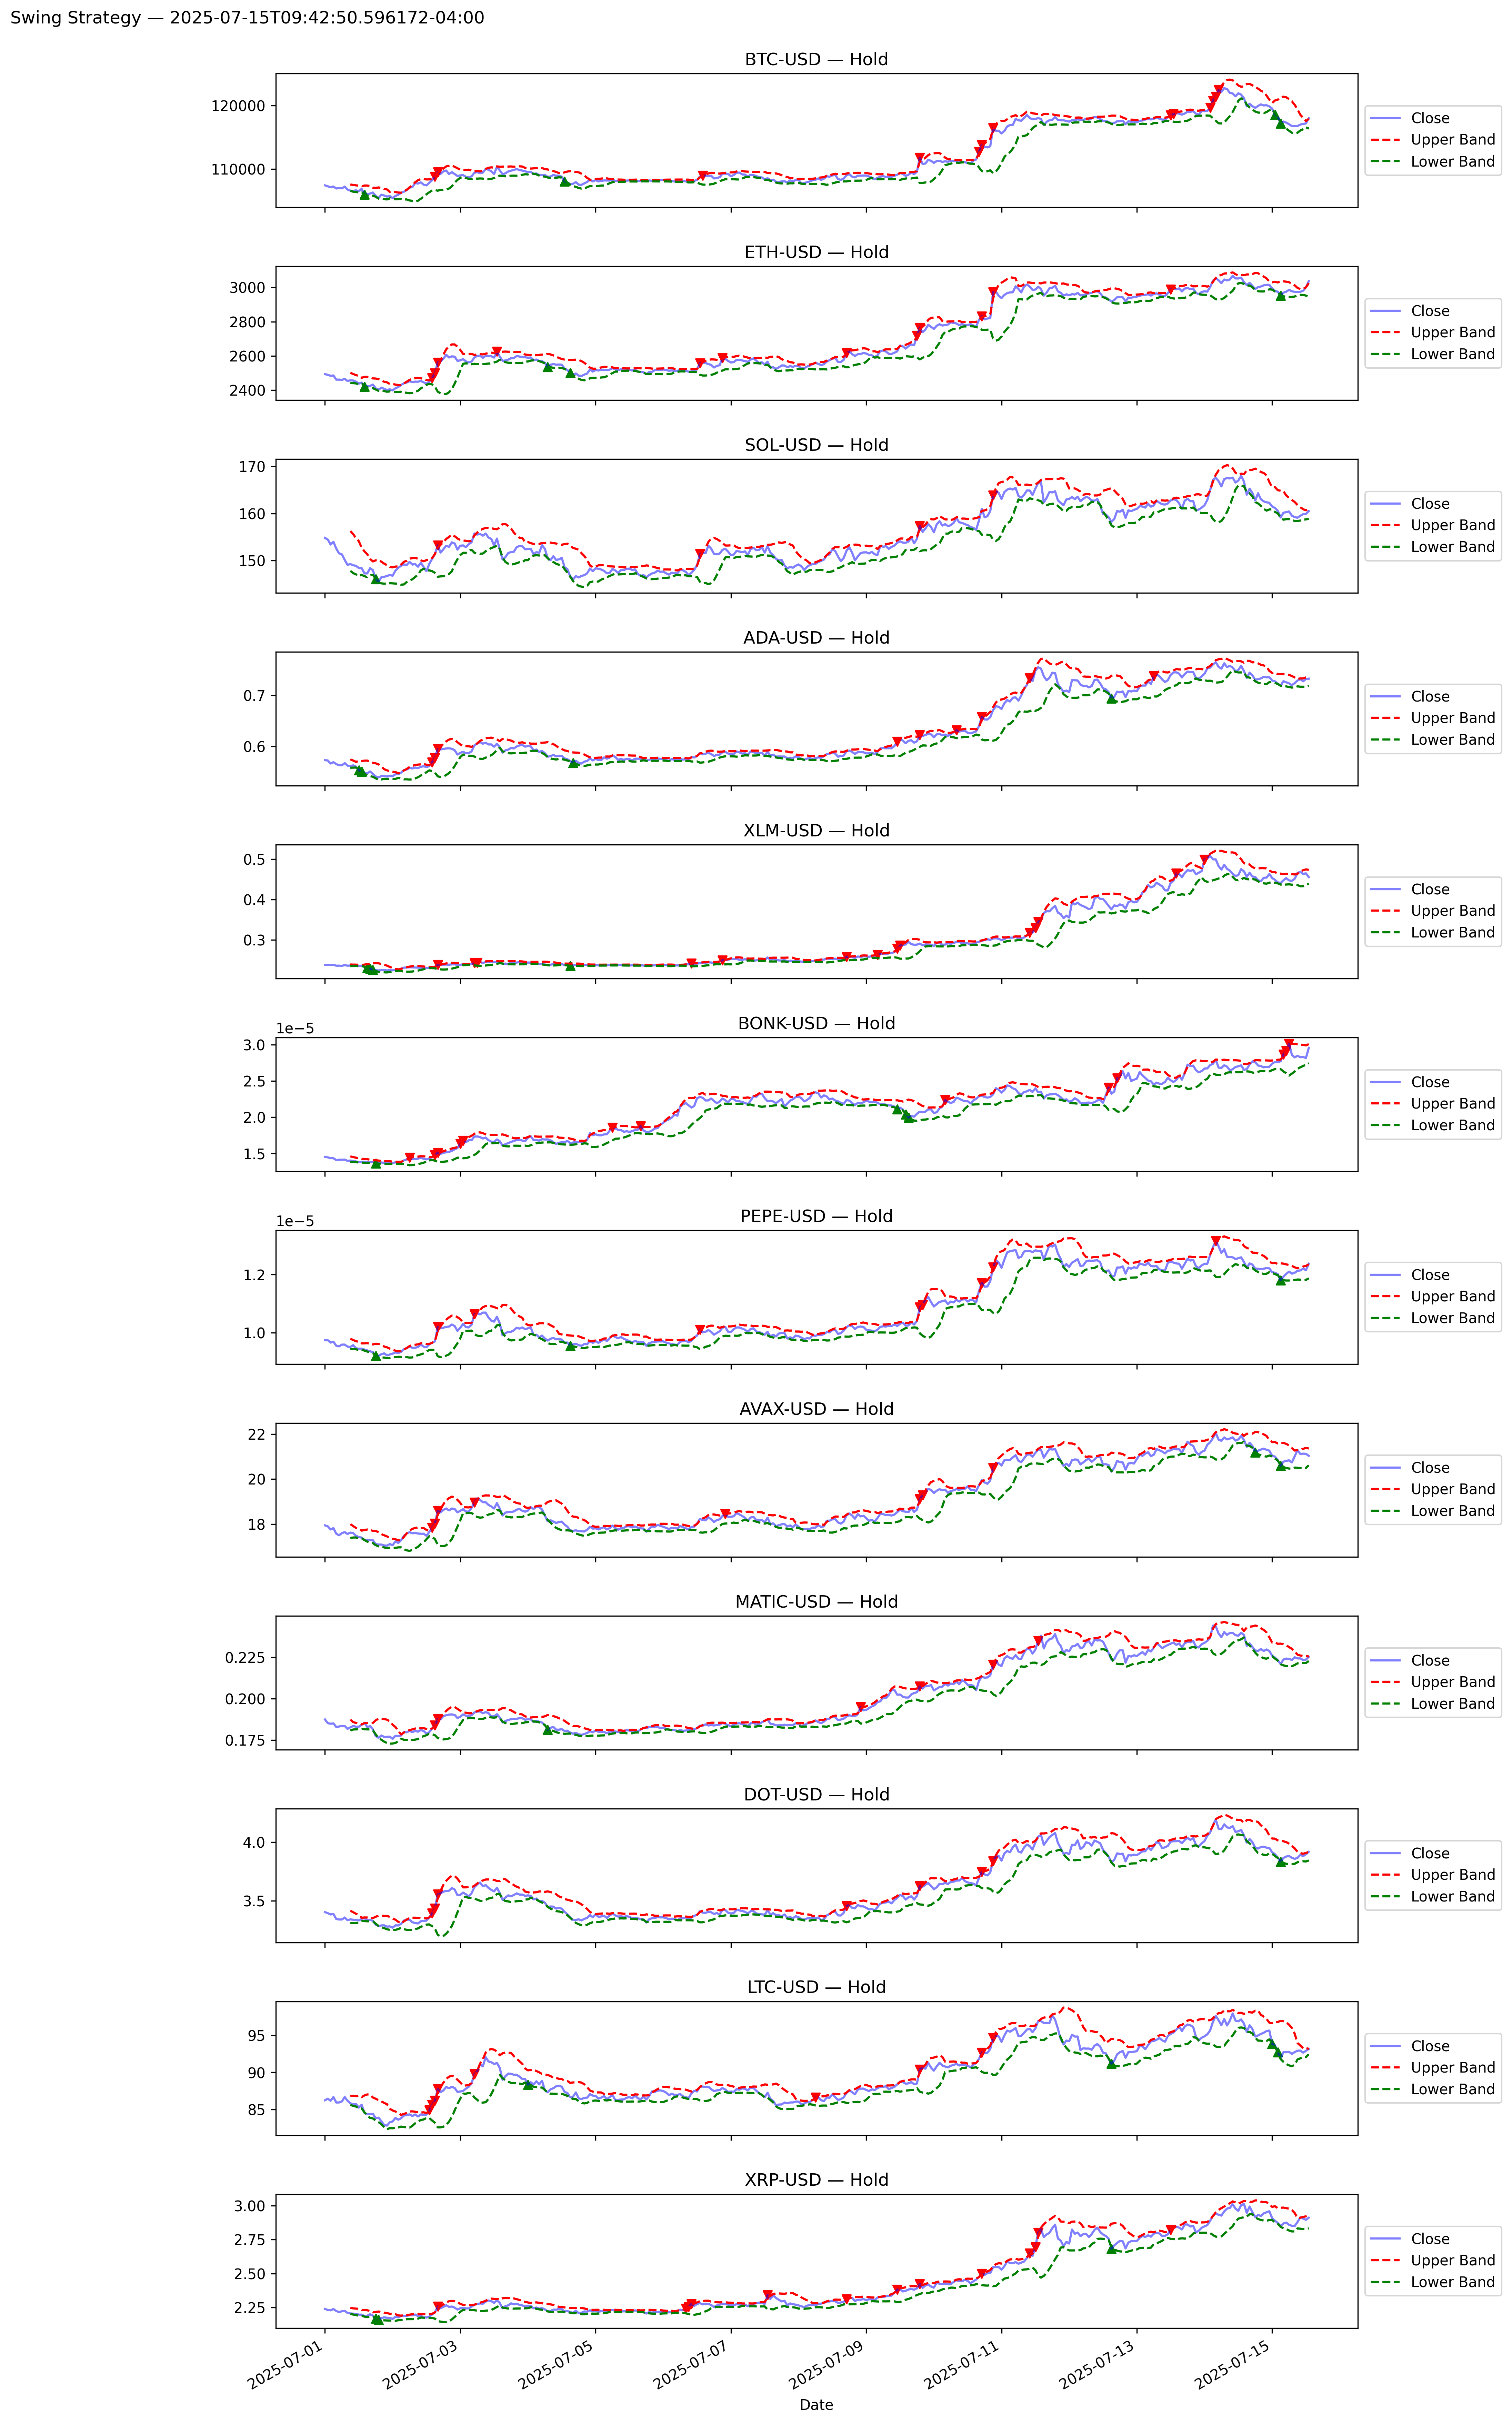 Swing Strategy — 2025-07-15T09:42:50.596172-04:00
BTC-USD — Hold
120000
110000
Close
Upper Band
Lower Band
ETH-USD — Hold
3000
2800
2600
2400
Close
Upper Band
Lower Band
SOL-USD — Hold
170
160
150
Close
Upper Band
Lower Band
ADA-USD — Hold
0.7
0.6
Close
Upper Band
Lower Band
XLM-USD — Hold
0.5
0.4
0.3
Close
Upper Band
Lower Band
BONK-USD — Hold
1e−5
3.0
2.5
2.0
1.5
Close
Upper Band
Lower Band
PEPE-USD — Hold
1e−5
1.2
1.0
Close
Upper Band
Lower Band
AVAX-USD — Hold
22
20
18
Close
Upper Band
Lower Band
MATIC-USD — Hold
0.225
0.200
0.175
Close
Upper Band
Lower Band
DOT-USD — Hold
4.0
3.5
Close
Upper Band
Lower Band
LTC-USD — Hold
95
90
85
Close
Upper Band
Lower Band
XRP-USD — Hold
3.00
2.75
2.50
2.25
Close
Upper Band
Lower Band
2025-07-01
2025-07-03
2025-07-05
2025-07-07
2025-07-09
2025-07-11
2025-07-13
2025-07-15
Date